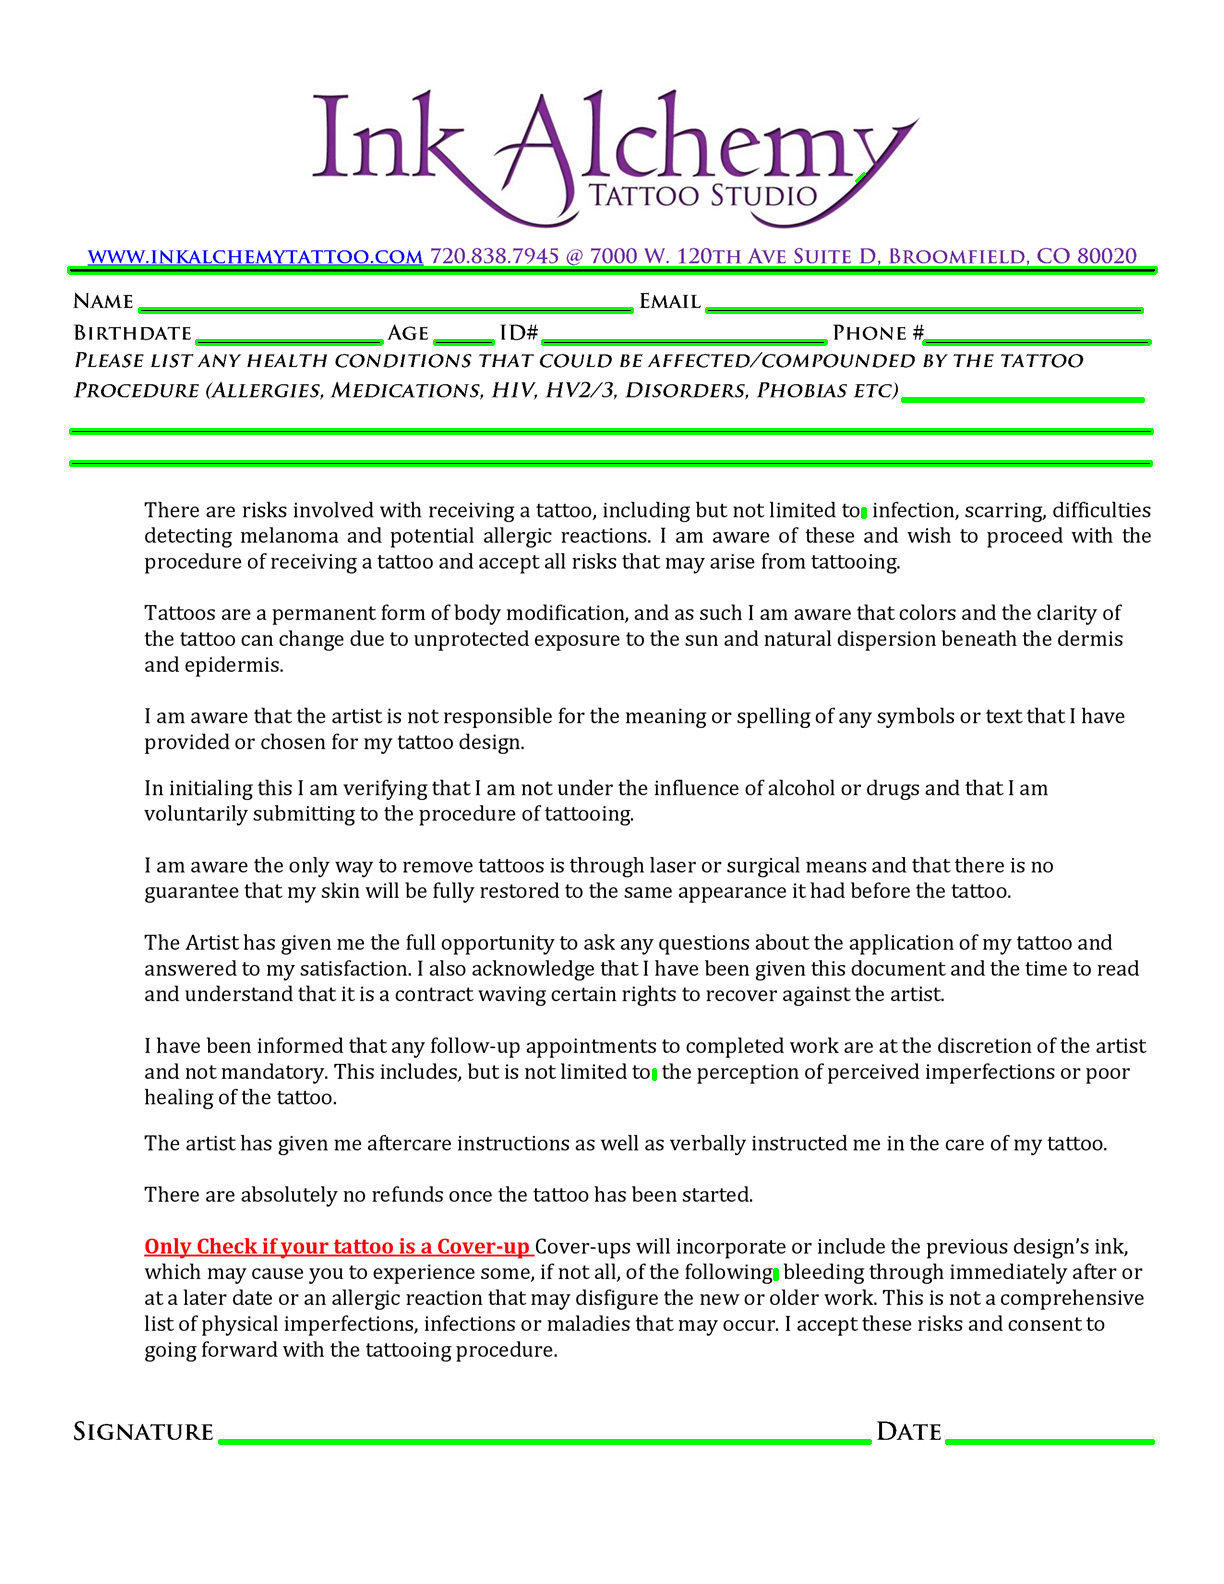 Ink Alchemy
Tattoo Studio
www.inkalchemytattoo.com 720.838.7945 @ 7000 W. 120th Ave Suite D, Broomfield, CO 80020
Name Email
Birthdate Age ID# Phone #
Please list any health conditions that could be affected/compounded by the tattoo
Procedure (Allergies, Medications, HIV, HV2/3, Disorders, Phobias etc)
There are risks involved with receiving a tattoo, including but not limited to infection, scarring, difficulties
detecting melanoma and potential allergic reactions. I am aware of these and wish to proceed with the
procedure of receiving a tattoo and accept all risks that may arise from tattooing.
Tattoos are a permanent form of body modification, and as such I am aware that colors and the clarity of
the tattoo can change due to unprotected exposure to the sun and natural dispersion beneath the dermis
and epidermis.
I am aware that the artist is not responsible for the meaning or spelling of any symbols or text that I have
provided or chosen for my tattoo design.
In initialing this I am verifying that I am not under the influence of alcohol or drugs and that I am
voluntarily submitting to the procedure of tattooing.
I am aware the only way to remove tattoos is through laser or surgical means and that there is no
guarantee that my skin will be fully restored to the same appearance it had before the tattoo.
The Artist has given me the full opportunity to ask any questions about the application of my tattoo and
answered to my satisfaction. I also acknowledge that I have been given this document and the time to read
and understand that it is a contract waving certain rights to recover against the artist.
I have been informed that any follow-up appointments to completed work are at the discretion of the artist
and not mandatory. This includes, but is not limited to the perception of perceived imperfections or poor
healing of the tattoo.
The artist has given me aftercare instructions as well as verbally instructed me in the care of my tattoo.
There are absolutely no refunds once the tattoo has been started.
Only Check if your tattoo is a Cover-up Cover-ups will incorporate or include the previous design’s ink,
which may cause you to experience some, if not all, of the following bleeding through immediately after or
at a later date or an allergic reaction that may disfigure the new or older work. This is not a comprehensive
list of physical imperfections, infections or maladies that may occur. I accept these risks and consent to
going forward with the tattooing procedure.
Signature Date